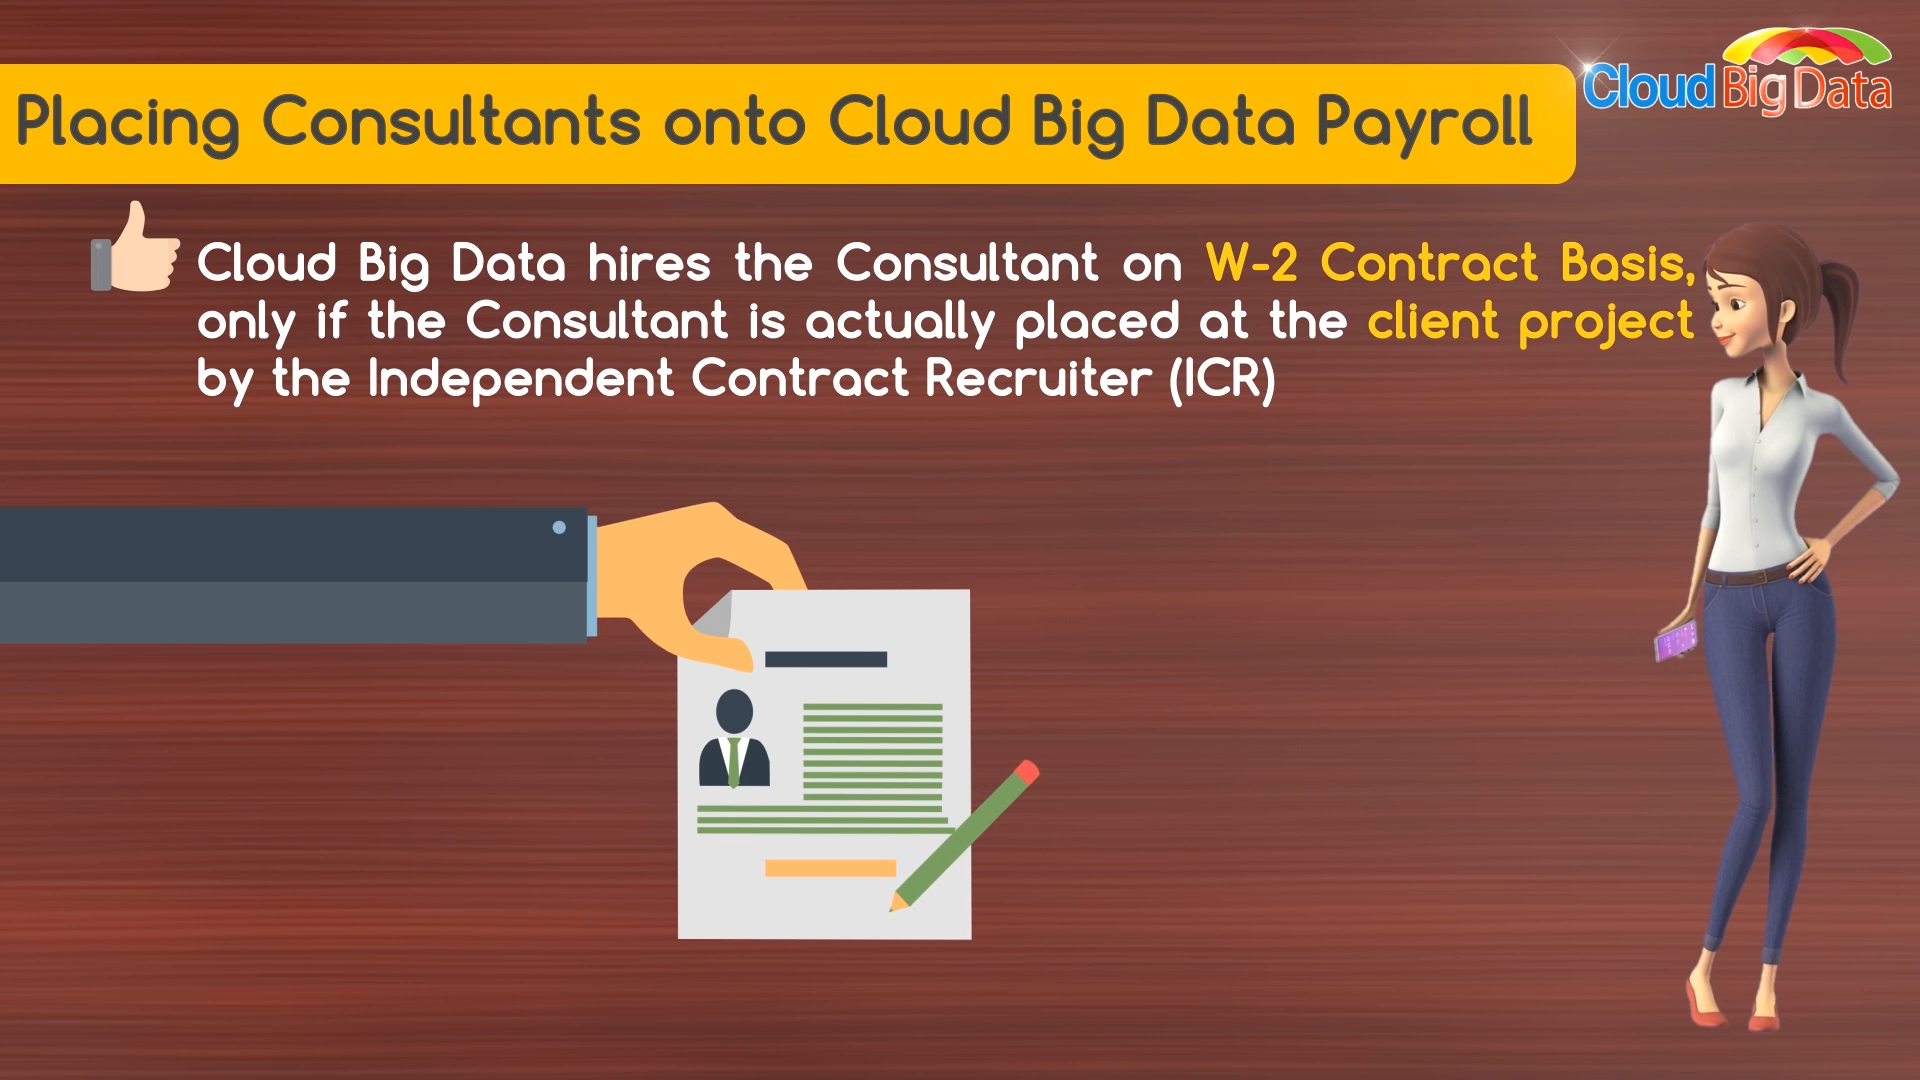 Cloud Big Data
Placing Consultants onto Cloud Big Data Payroll
Cloud Big Data hires the Consultant on W-2 Contract Basis,
only if the Consultant is actually placed at the client project
by the Independent Contract Recruiter (ICR)